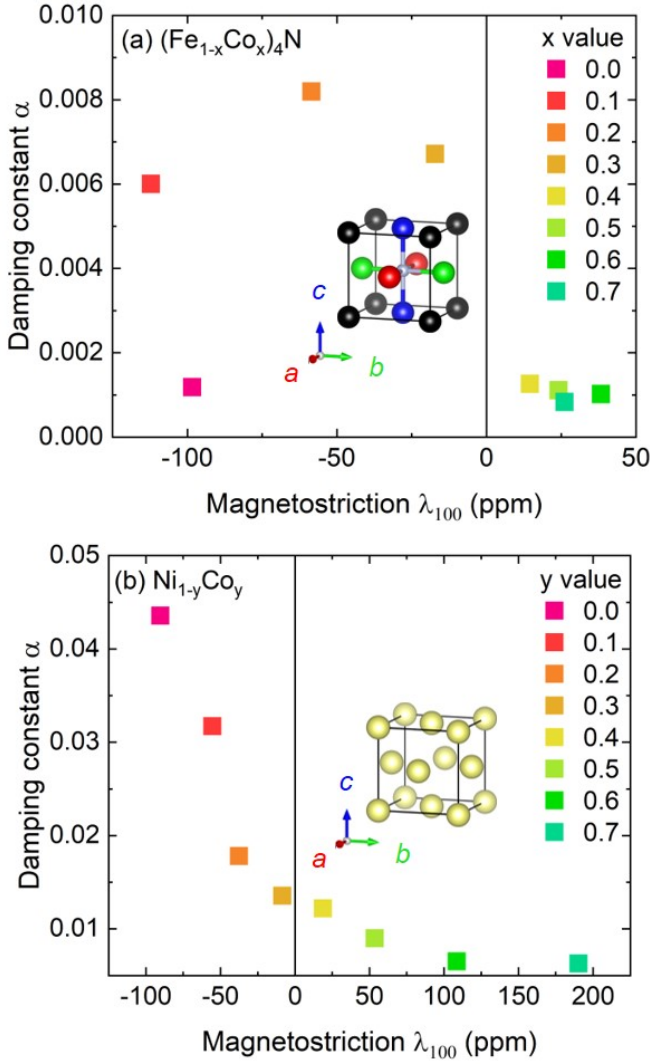 (a) (Fe1-xCox)4N
x value
0.0
0.1
0.2
0.3
0.4
0.5
0.6
0.7
0.010
0.008
0.006
0.004
0.002
0.000
Damping constant α
c
a
b
-100
-50
0
50
Magnetostriction λ100 (ppm)
(b) Ni1-yCoy
y value
0.0
0.1
0.2
0.3
0.4
0.5
0.6
0.7
0.05
0.04
0.03
0.02
0.01
Damping constant α
c
a
b
-100
-50
0
50
100
150
200
Magnetostriction λ100 (ppm)